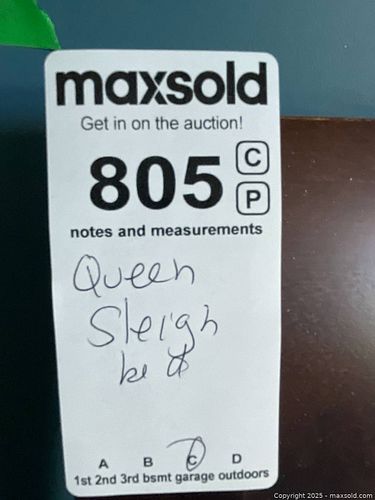 maxsold
Get in on the auction!
805 C
P
notes and measurements
Queen
Sleigh
bed
A B C D
1st 2nd 3rd bsmt garage outdoors
Copyright 2025 - maxsold.com